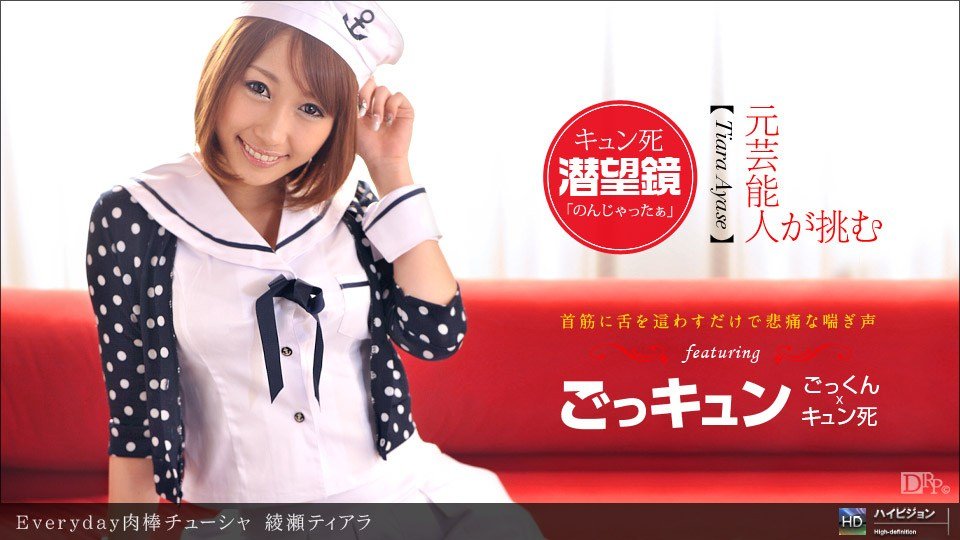 キュン死
潜望鏡
「のんじゃったぁ」
【Tiara Ayase】
元芸能
人が挑む
首筋に舌を這わすだけで悲痛な喘ぎ声
featuring
ごっキュン
ごっくん
×
キュン死
DRP©
Everyday肉棒チューシャ 綾瀬ティアラ
HD
ハイビジョン
High-definition